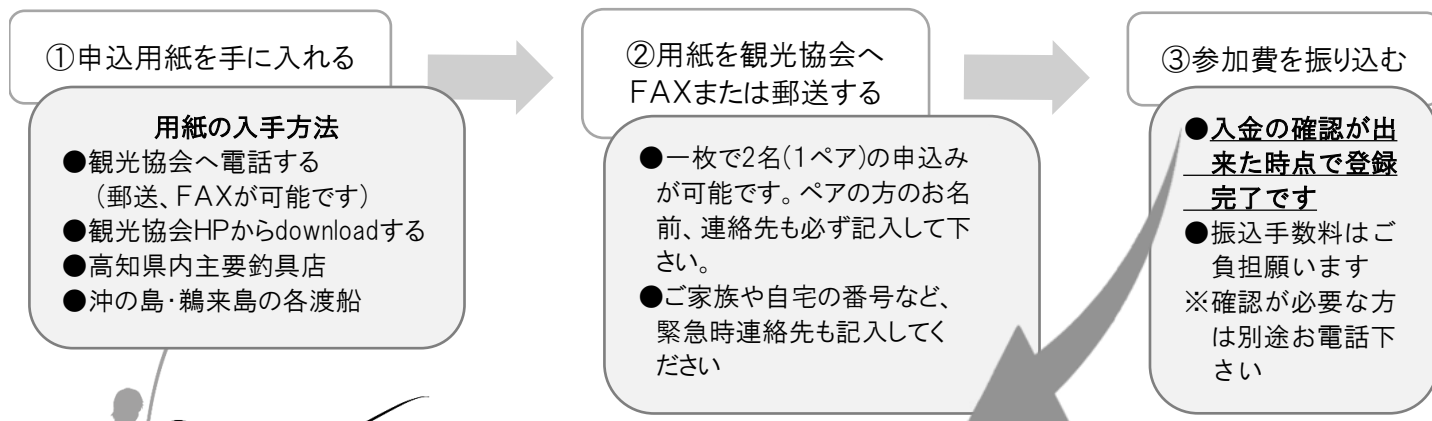 ①申込用紙を手に入れる
用紙の入手方法
●観光協会へ電話する
（郵送、FAXが可能です）
●観光協会HPからdownloadする
●高知県内主要釣具店
●沖の島・鵜来島の各渡船
②用紙を観光協会へ
FAXまたは郵送する
●一枚で2名(1ペア)の申込み
が可能です。ペアの方のお名
前、連絡先も必ず記入して下
さい。
●ご家族や自宅の番号など、
緊急時連絡先も記入してく
ださい
③参加費を振り込む
●入金の確認が出
来た時点で登録
完了です
●振込手数料はご
負担願います
※確認が必要な方
は別途お電話下
さい